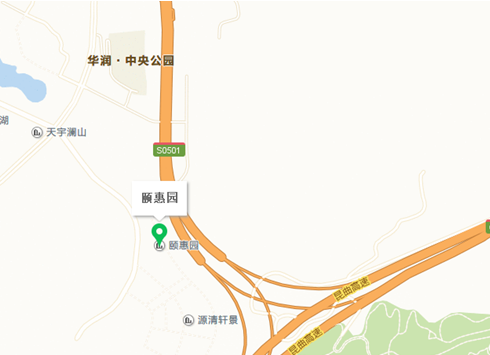 华润·中央公园
湖
天宇澜山
S0501
颐惠园
颐惠园
昆曲高速
源清轩景
昆曲高速